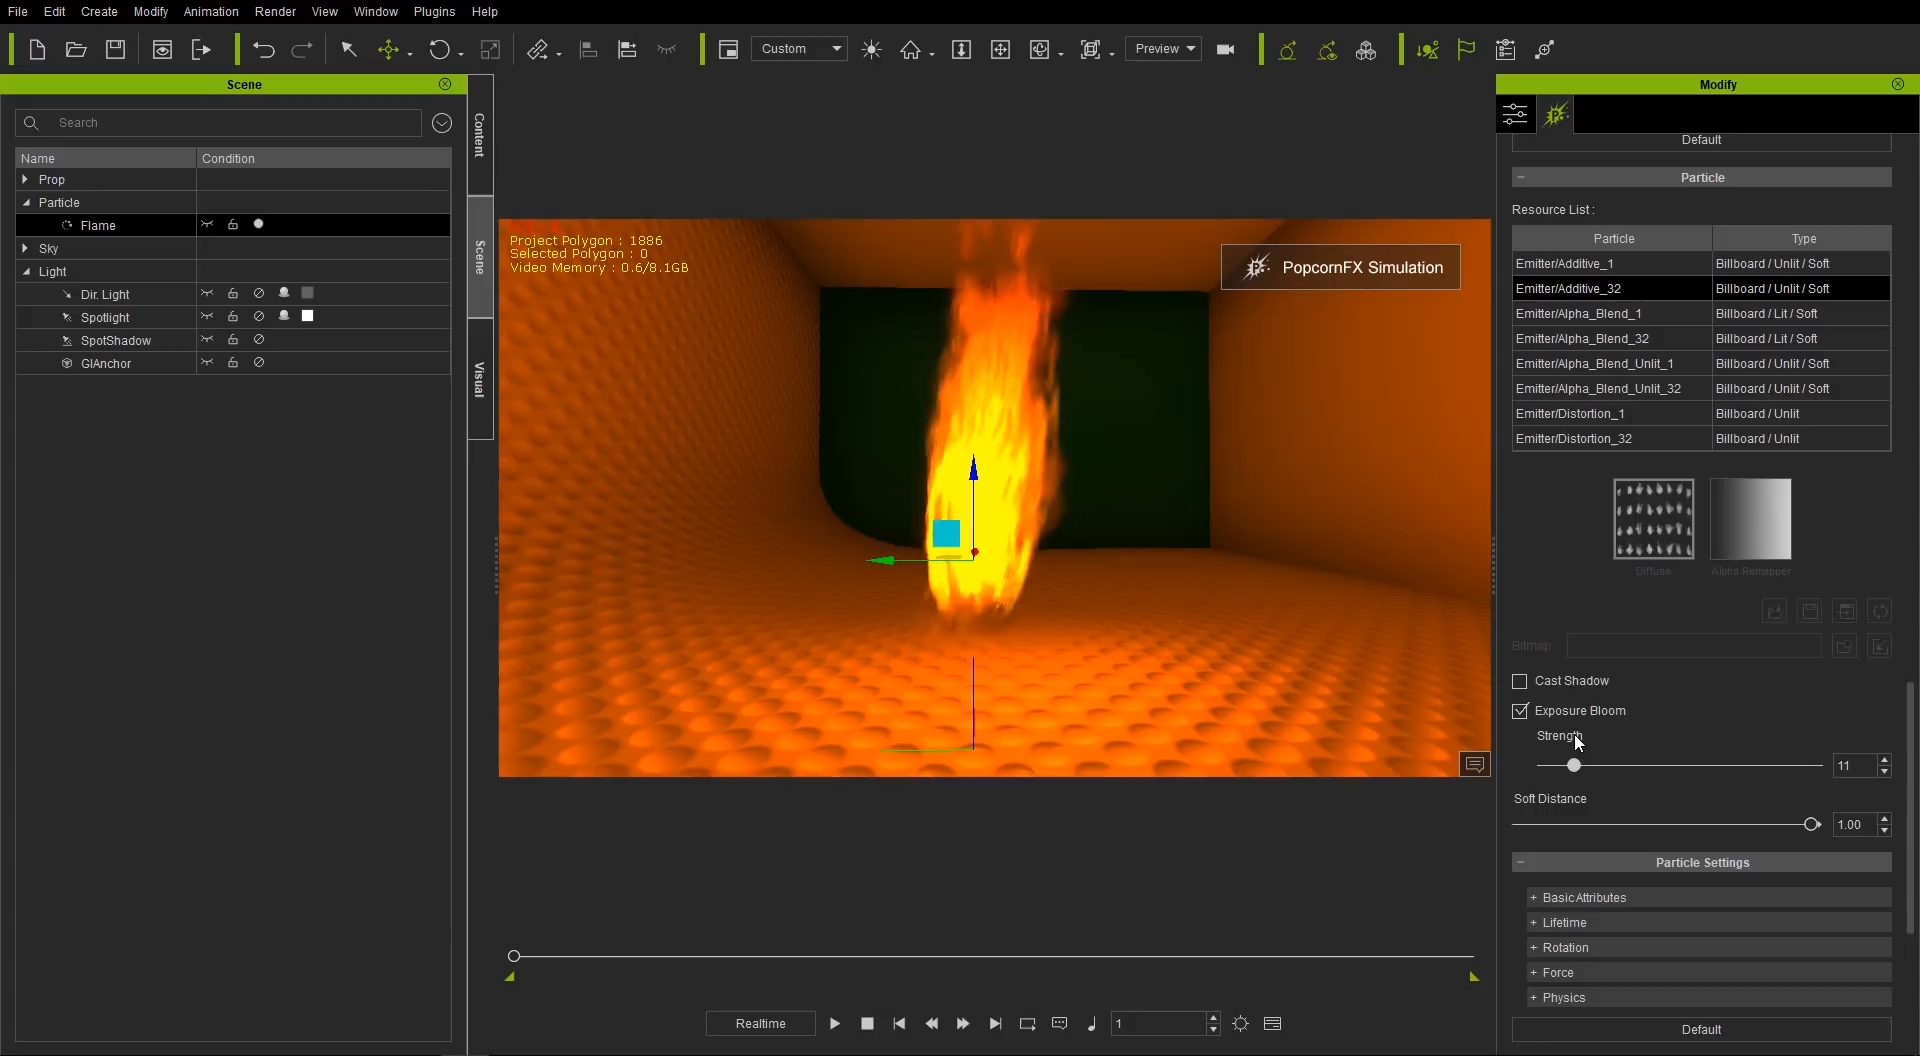 File Edit Create Modify Animation Render View Window Plugins Help
Custom
Preview
Scene
Search
Name Condition
Prop
Particle
Flame
Sky
Light
Dir. Light
Spotlight
SpotShadow
GIAnchor
Content
Scene
Visual
Project Polygon : 1886
Selected Polygon : 0
Video Memory : 0.6/8.1GB
PopcornFX Simulation
Realtime
1
Modify
Default
Particle
Resource List :
Particle Type
Emitter/Additive_1 Billboard / Unlit / Soft
Emitter/Additive_32 Billboard / Unlit / Soft
Emitter/Alpha_Blend_1 Billboard / Lit / Soft
Emitter/Alpha_Blend_32 Billboard / Lit / Soft
Emitter/Alpha_Blend_Unlit_1 Billboard / Unlit / Soft
Emitter/Alpha_Blend_Unlit_32 Billboard / Unlit / Soft
Emitter/Distortion_1 Billboard / Unlit
Emitter/Distortion_32 Billboard / Unlit
Diffuse Alpha Remapper
Bitmap
Cast Shadow
Exposure Bloom
Strength
11
Soft Distance
1.00
Particle Settings
+ Basic Attributes
+ Lifetime
+ Rotation
+ Force
+ Physics
Default